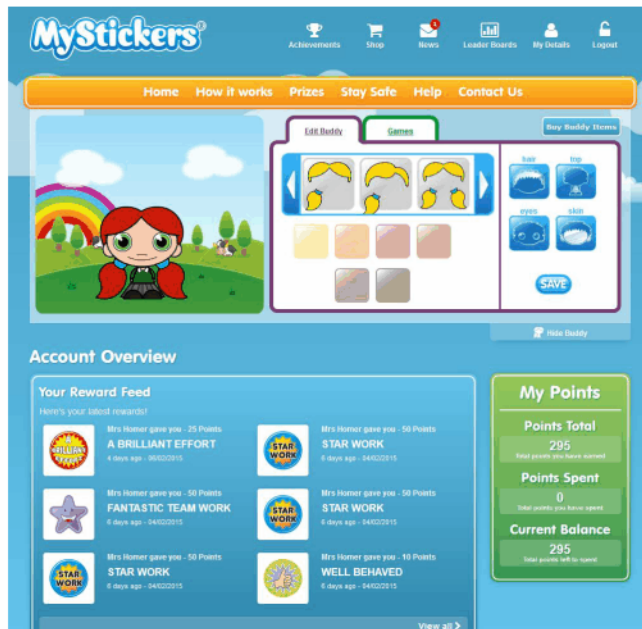 MyStickers
Achievements Shop 1 News Leader Boards My Details Logout
Home How it works Prizes Stay Safe Help Contact Us
Edit Buddy Games Buy Buddy Items
hair top
eyes skin
SAVE
Hide Buddy
Account Overview
Your Reward Feed
Here's your latest rewards!
BRILLIANT
Mrs Homer gave you - 25 Points
A BRILLIANT EFFORT
4 days ago - 06/02/2015
STAR WORK
Mrs Homer gave you - 50 Points
STAR WORK
6 days ago - 04/02/2015
Mrs Homer gave you - 50 Points
FANTASTIC TEAM WORK
6 days ago - 04/02/2015
STAR WORK
Mrs Homer gave you - 50 Points
STAR WORK
6 days ago - 04/02/2015
STAR WORK
Mrs Homer gave you - 50 Points
STAR WORK
6 days ago - 04/02/2015
Mrs Homer gave you - 10 Points
WELL BEHAVED
6 days ago - 04/02/2015
View all
My Points
Points Total
295
Total points you have earned
Points Spent
0
Total points you have spent
Current Balance
295
Total points left to spend